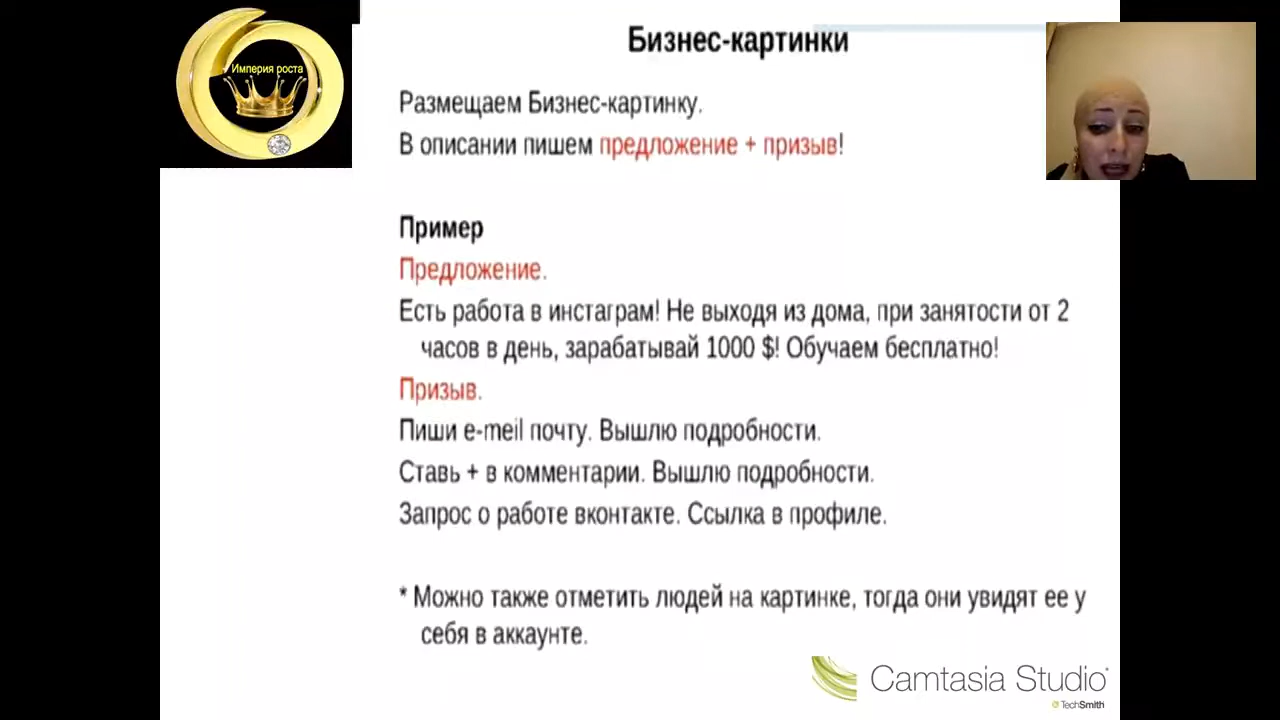 Империя роста
Бизнес-картинки
Размещаем Бизнес-картинку.
В описании пишем предложение + призыв!
Пример
Предложение.
Есть работа в инстаграм! Не выходя из дома, при занятости от 2
часов в день, зарабатывай 1000 $! Обучаем бесплатно!
Призыв.
Пиши e-meil почту. Вышлю подробности.
Ставь + в комментарии. Вышлю подробности.
Запрос о работе вконтакте. Ссылка в профиле.
* Можно также отметить людей на картинке, тогда они увидят ее у
себя в аккаунте.
Camtasia Studio
TechSmith